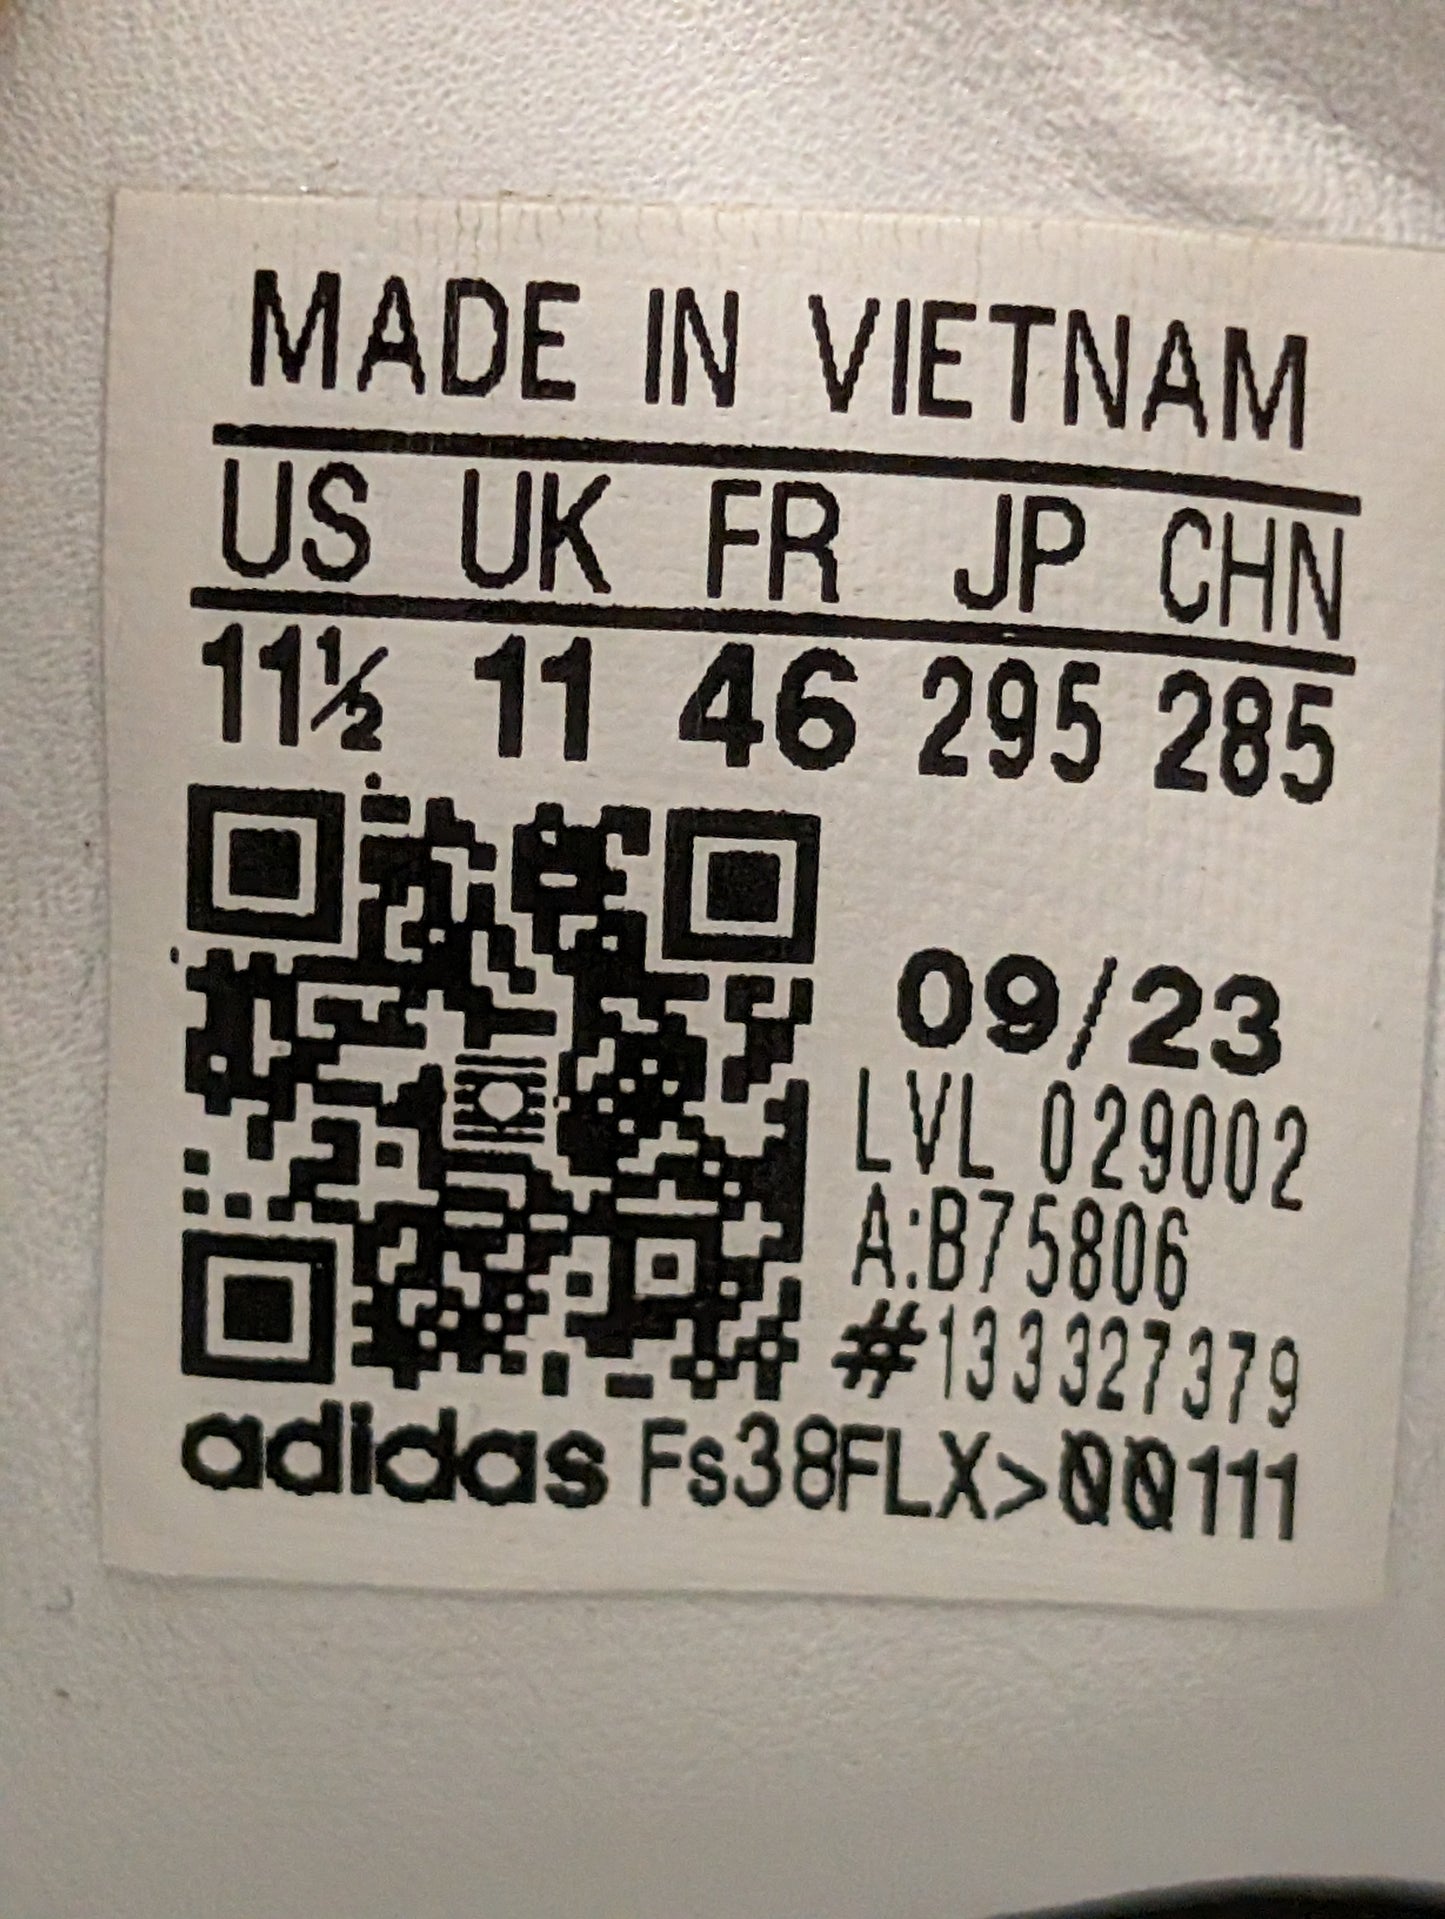 MADE IN VIETNAM
US UK FR JP CHN
11½ 11 46 295 285
09/23
LVL 029002
A:B75806
#133327379
adidas Fs38FLX>00111